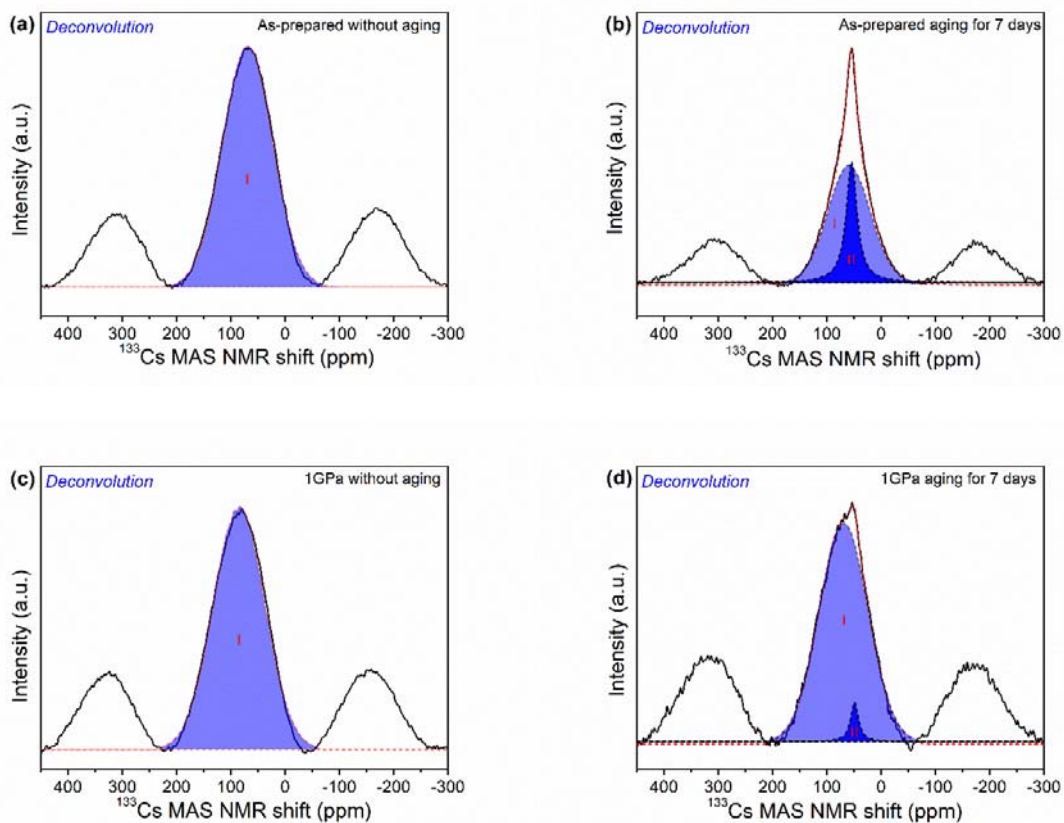 (a) Deconvolution As-prepared without aging
Intensity (a.u.)
I
400 300 200 100 0 -100 -200 -300
¹³³Cs MAS NMR shift (ppm)
(b) Deconvolution As-prepared aging for 7 days
Intensity (a.u.)
I
II
400 300 200 100 0 -100 -200 -300
¹³³Cs MAS NMR shift (ppm)
(c) Deconvolution 1GPa without aging
Intensity (a.u.)
I
400 300 200 100 0 -100 -200 -300
¹³³Cs MAS NMR shift (ppm)
(d) Deconvolution 1GPa aging for 7 days
Intensity (a.u.)
I
II
400 300 200 100 0 -100 -200 -300
¹³³Cs MAS NMR shift (ppm)